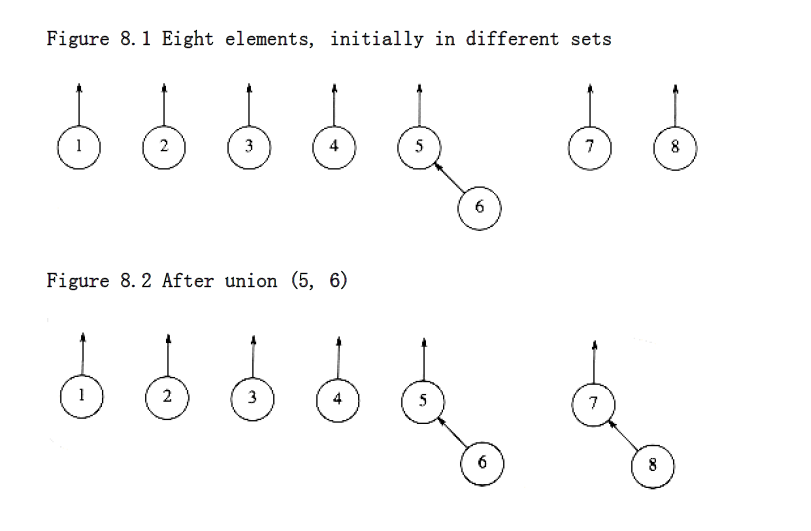 Figure 8.1 Eight elements, initially in different sets
1 2 3 4 5 7 8
6
Figure 8.2 After union (5, 6)
1 2 3 4 5 7
6 8